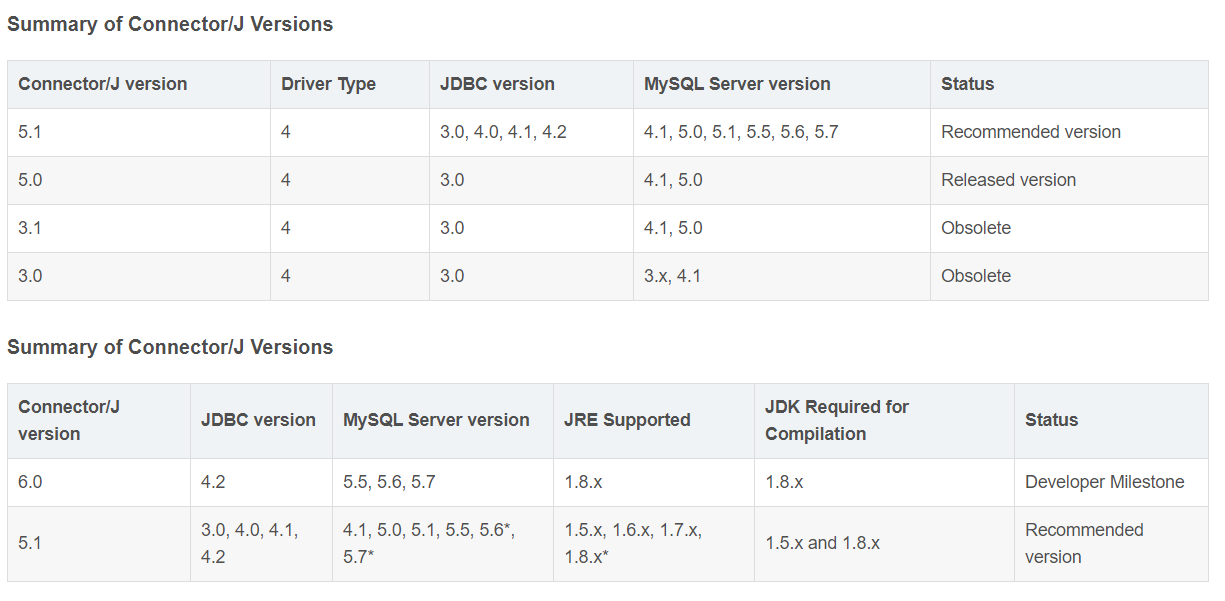 Summary of Connector/J Versions
Connector/J version Driver Type JDBC version MySQL Server version Status
5.1 4 3.0, 4.0, 4.1, 4.2 4.1, 5.0, 5.1, 5.5, 5.6, 5.7 Recommended version
5.0 4 3.0 4.1, 5.0 Released version
3.1 4 3.0 4.1, 5.0 Obsolete
3.0 4 3.0 3.x, 4.1 Obsolete
Summary of Connector/J Versions
Connector/J
version
JDBC version
MySQL Server version
JRE Supported
JDK Required for
Compilation
Status
6.0 4.2 5.5, 5.6, 5.7 1.8.x 1.8.x Developer Milestone
5.1
3.0, 4.0, 4.1,
4.2
4.1, 5.0, 5.1, 5.5, 5.6*,
5.7*
1.5.x, 1.6.x, 1.7.x,
1.8.x*
1.5.x and 1.8.x
Recommended
version